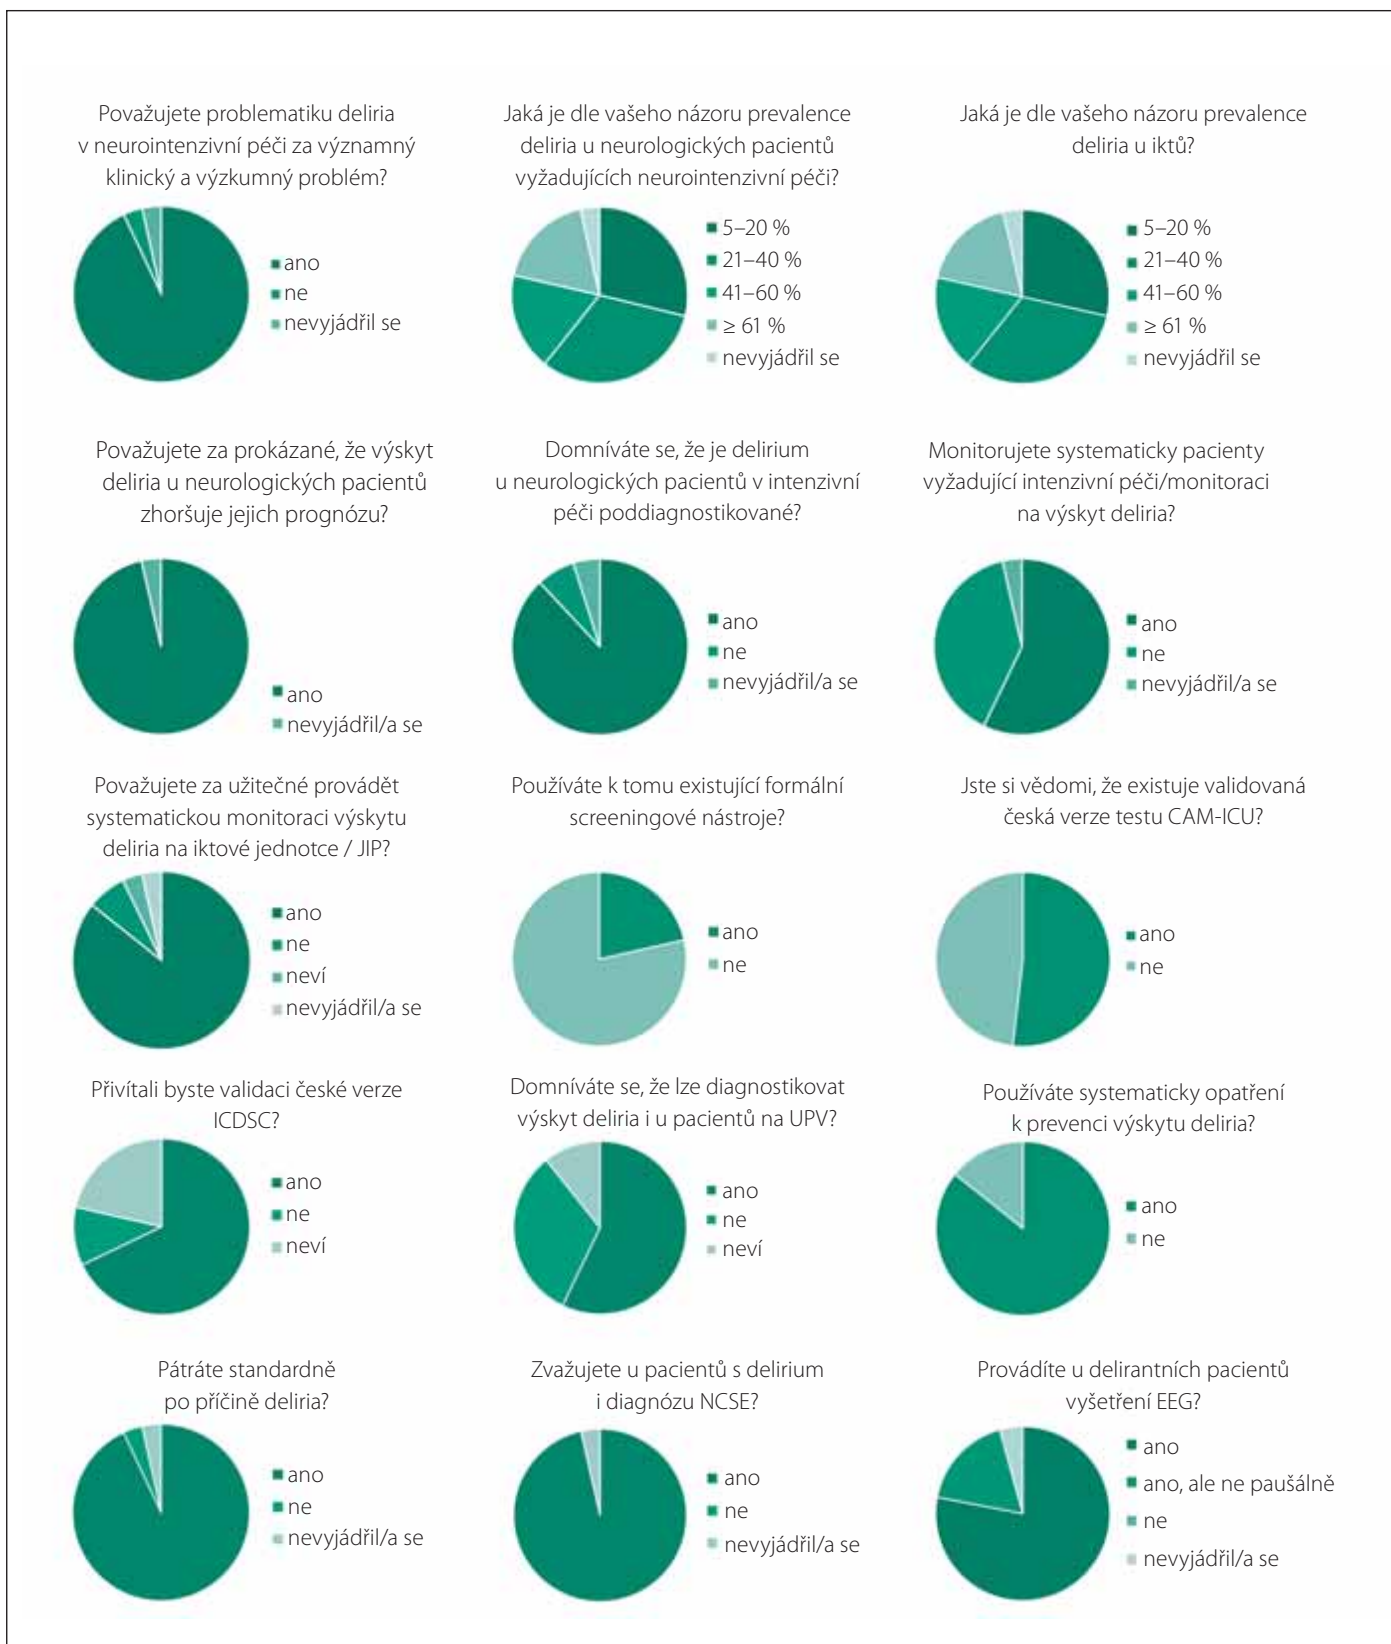 Považujete problematiku deliria
v neurointenzivní péči za významný
klinický a výzkumný problém?
ano
ne
nevyjádřil se
Jaká je dle vašeho názoru prevalence
deliria u neurologických pacientů
vyžadujících neurointenzivní péči?
5–20 %
21–40 %
41–60 %
≥ 61 %
nevyjádřil se
Jaká je dle vašeho názoru prevalence
deliria u iktů?
5–20 %
21–40 %
41–60 %
≥ 61 %
nevyjádřil se
Považujete za prokázané, že výskyt
deliria u neurologických pacientů
zhoršuje jejich prognózu?
ano
nevyjádřil/a se
Domníváte se, že je delirium
u neurologických pacientů v intenzivní
péči poddiagnostikované?
ano
ne
nevyjádřil/a se
Monitorujete systematicky pacienty
vyžadující intenzivní péči/monitoraci
na výskyt deliria?
ano
ne
nevyjádřil/a se
Považujete za užitečné provádět
systematickou monitoraci výskytu
deliria na iktové jednotce / JIP?
ano
ne
neví
nevyjádřil/a se
Používáte k tomu existující formální
screeningové nástroje?
ano
ne
Jste si vědomi, že existuje validovaná
česká verze testu CAM-ICU?
ano
ne
Přivítali byste validaci české verze
ICDSC?
ano
ne
neví
Domníváte se, že lze diagnostikovat
výskyt deliria i u pacientů na UPV?
ano
ne
neví
Používáte systematicky opatření
k prevenci výskytu deliria?
ano
ne
Pátráte standardně
po příčině deliria?
ano
ne
nevyjádřil/a se
Zvažujete u pacientů s delirium
i diagnózu NCSE?
ano
ne
nevyjádřil/a se
Provádíte u delirantních pacientů
vyšetření EEG?
ano
ano, ale ne paušálně
ne
nevyjádřil/a se